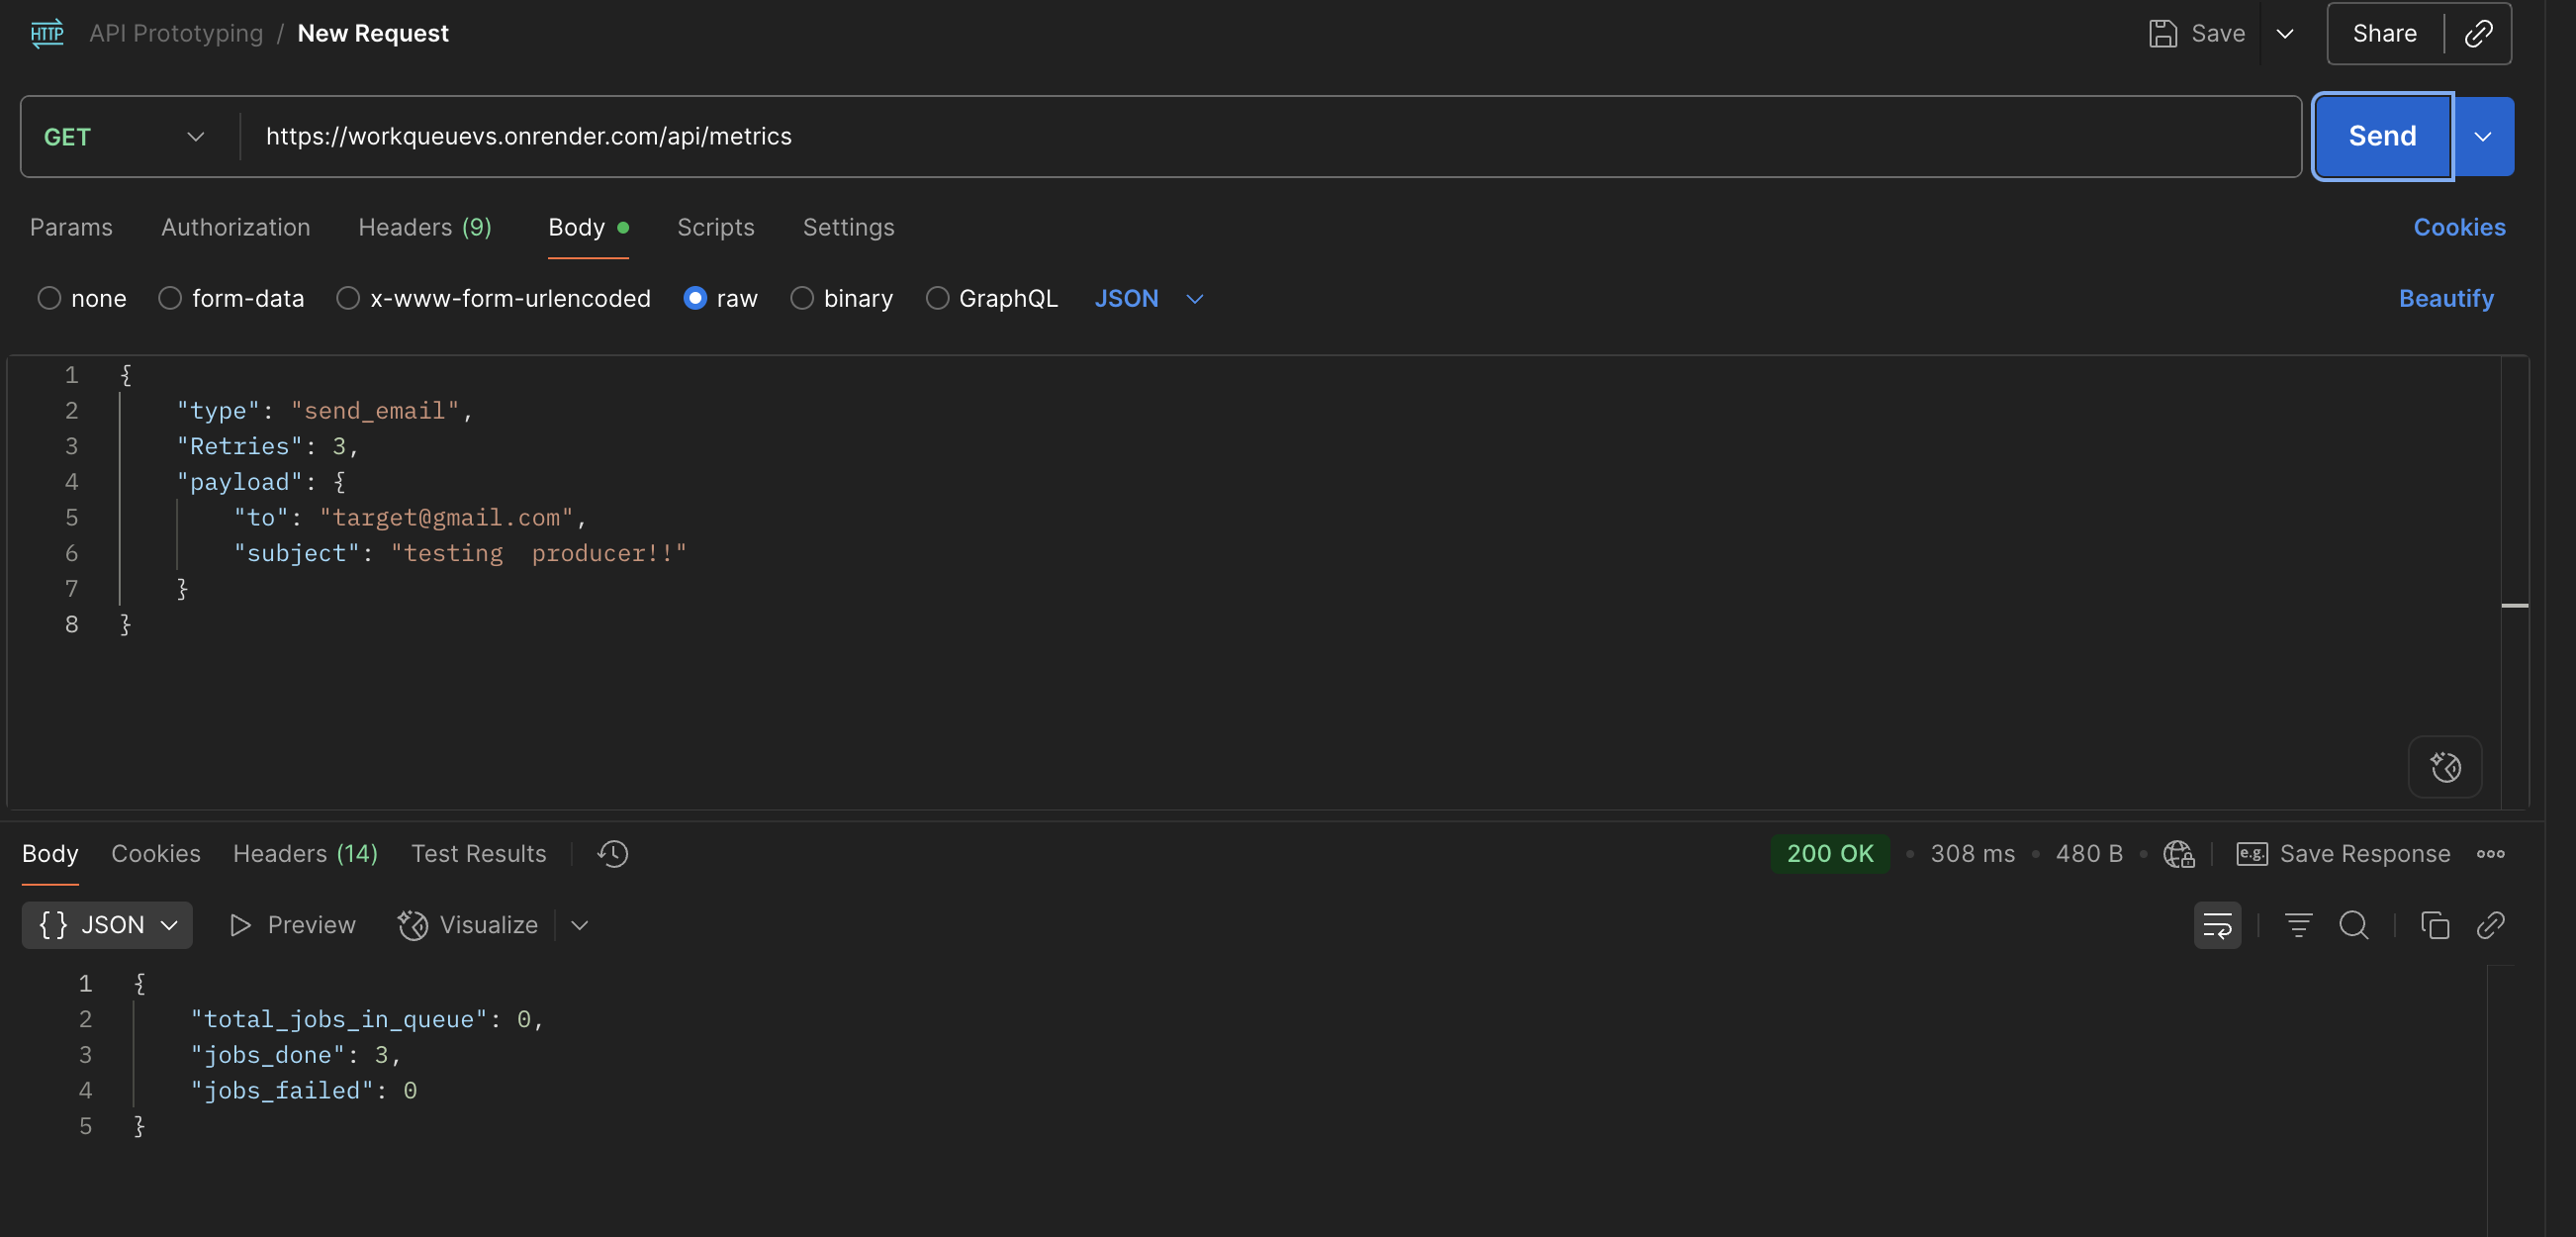 HTTP API Prototyping / New Request Save Share
GET https://workqueuevs.onrender.com/api/metrics Send
Params Authorization Headers (9) Body Scripts Settings Cookies
none form-data x-www-form-urlencoded raw binary GraphQL JSON Beautify
1 {
2 "type": "send_email",
3 "Retries": 3,
4 "payload": {
5 "to": "target@gmail.com",
6 "subject": "testing  producer!!"
7 }
8 }
Body Cookies Headers (14) Test Results 200 OK • 308 ms • 480 B • e.g. Save Response
{} JSON Preview Visualize
1 {
2 "total_jobs_in_queue": 0,
3 "jobs_done": 3,
4 "jobs_failed": 0
5 }